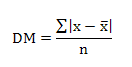 DM = ∑|x − x̄| / n